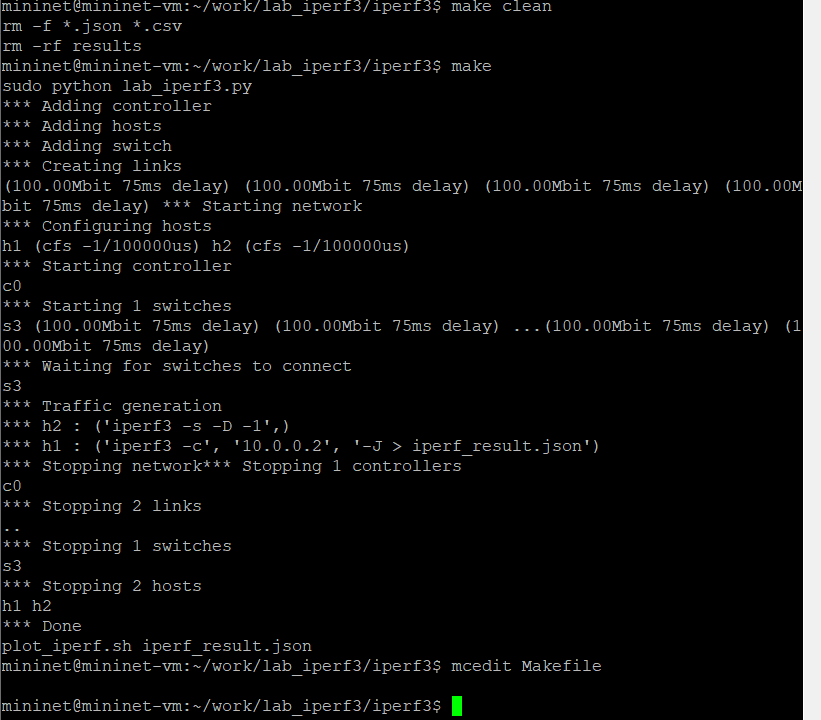 mininet@mininet-vm:~/work/lab_iperf3/iperf3$ make clean
rm -f *.json *.csv
rm -rf results
mininet@mininet-vm:~/work/lab_iperf3/iperf3$ make
sudo python lab_iperf3.py
*** Adding controller
*** Adding hosts
*** Adding switch
*** Creating links
(100.00Mbit 75ms delay) (100.00Mbit 75ms delay) (100.00Mbit 75ms delay) (100.00M
bit 75ms delay) *** Starting network
*** Configuring hosts
h1 (cfs -1/100000us) h2 (cfs -1/100000us)
*** Starting controller
c0
*** Starting 1 switches
s3 (100.00Mbit 75ms delay) (100.00Mbit 75ms delay) ...(100.00Mbit 75ms delay) (1
00.00Mbit 75ms delay)
*** Waiting for switches to connect
s3
*** Traffic generation
*** h2 : ('iperf3 -s -D -1',)
*** h1 : ('iperf3 -c', '10.0.0.2', '-J > iperf_result.json')
*** Stopping network*** Stopping 1 controllers
c0
*** Stopping 2 links
..
*** Stopping 1 switches
s3
*** Stopping 2 hosts
h1 h2
*** Done
plot_iperf.sh iperf_result.json
mininet@mininet-vm:~/work/lab_iperf3/iperf3$ mcedit Makefile
mininet@mininet-vm:~/work/lab_iperf3/iperf3$